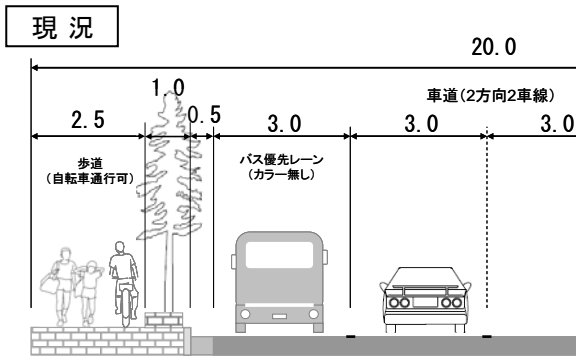 現況
20.0
1.0
車道(2方向2車線)
2.5
0.5
3.0
3.0
3.0
歩道
(自転車通行可)
バス優先レーン
(カラー無し)